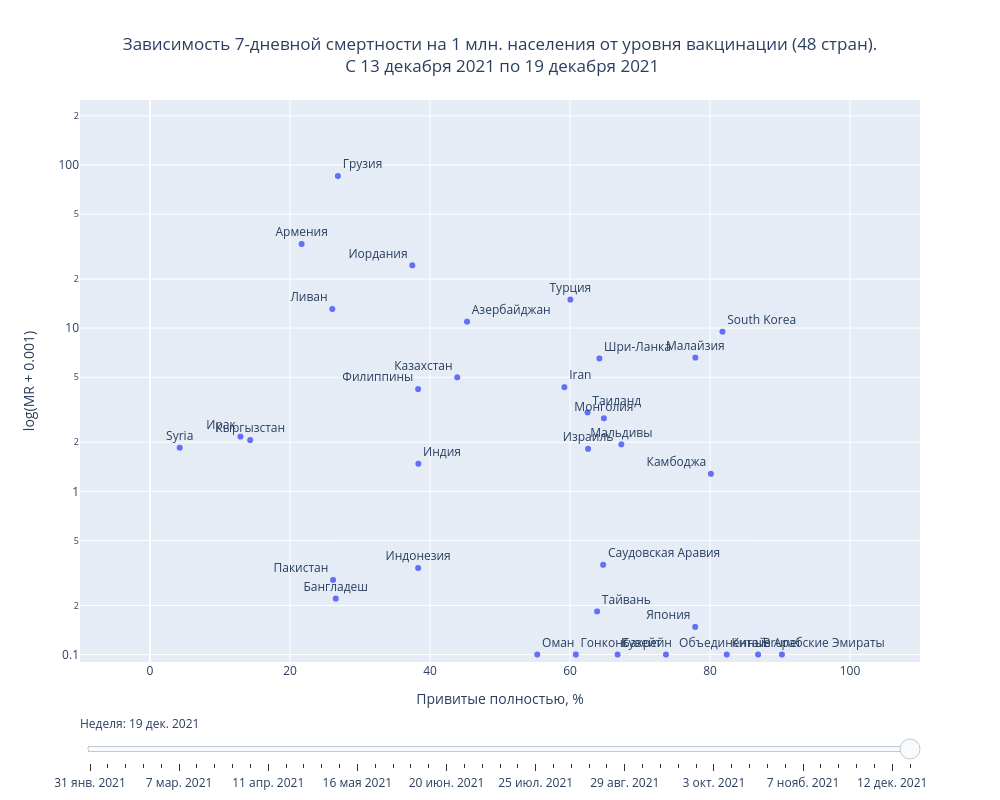 Зависимость 7-дневной смертности на 1 млн. населения от уровня вакцинации (48 стран).
С 13 декабря 2021 по 19 декабря 2021
2
100
Грузия
5
Армения
Иордания
2
Турция
Ливан
Азербайджан
South Korea
10
Шри-Ланка
Малайзия
Казахстан
Iran
Филиппины
5
Таиланд
Монголия
Ирак
Кыргызстан
Syria
Израиль
Мальдивы
2
Индия
Камбоджа
1
5
Индонезия
Саудовская Аравия
Пакистан
Бангладеш
Тайвань
2
Япония
Оман
Гонконг
Бахрейн
Объединенные Арабские Эмираты
Китай
0.1
log(MR + 0.001)
0
20
40
60
80
100
Привитые полностью, %
Неделя: 19 дек. 2021
31 янв. 2021
7 мар. 2021
11 апр. 2021
16 мая 2021
20 июн. 2021
25 июл. 2021
29 авг. 2021
3 окт. 2021
7 нояб. 2021
12 дек. 2021